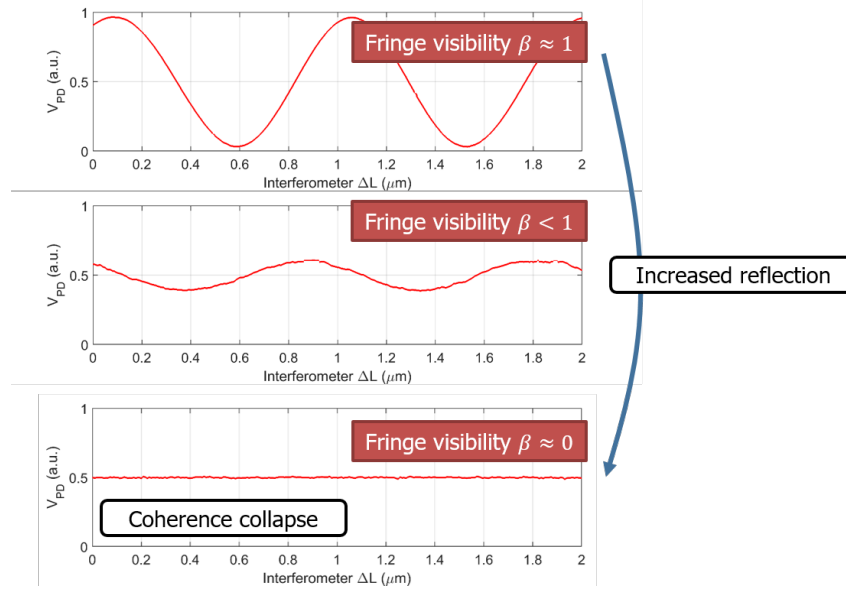 Fringe visibility β ≈ 1
1
0.5
0
V_PD (a.u.)
0 0.2 0.4 0.6 0.8 1 1.2 1.4 1.6 1.8 2
Interferometer ΔL (μm)
Fringe visibility β < 1
1
0.5
0
V_PD (a.u.)
0 0.2 0.4 0.6 0.8 1 1.2 1.4 1.6 1.8 2
Interferometer ΔL (μm)
Increased reflection
Fringe visibility β ≈ 0
1
0.5
0
V_PD (a.u.)
Coherence collapse
0 0.2 0.4 0.6 0.8 1 1.2 1.4 1.6 1.8 2
Interferometer ΔL (μm)